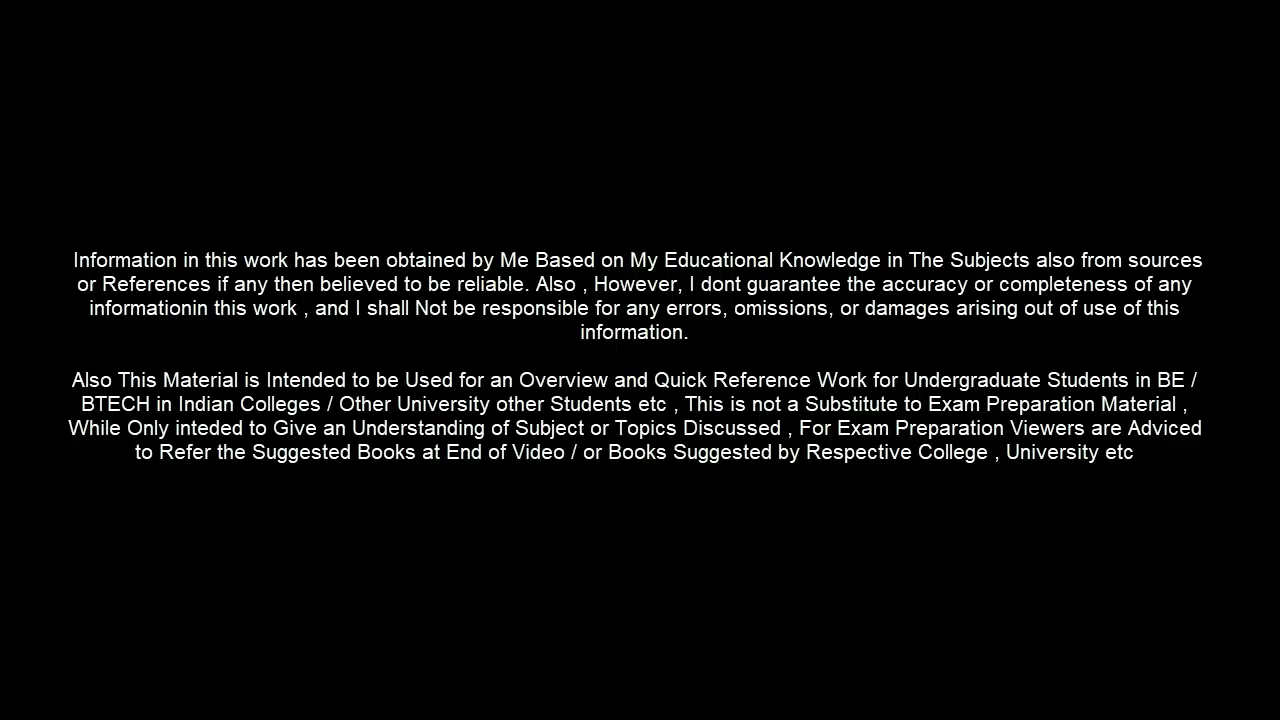 Information in this work has been obtained by Me Based on My Educational Knowledge in The Subjects also from sources
or References if any then believed to be reliable. Also , However, I dont guarantee the accuracy or completeness of any
informationin this work , and I shall Not be responsible for any errors, omissions, or damages arising out of use of this
information.
Also This Material is Intended to be Used for an Overview and Quick Reference Work for Undergraduate Students in BE /
BTECH in Indian Colleges / Other University other Students etc , This is not a Substitute to Exam Preparation Material ,
While Only inteded to Give an Understanding of Subject or Topics Discussed , For Exam Preparation Viewers are Adviced
to Refer the Suggested Books at End of Video / or Books Suggested by Respective College , University etc